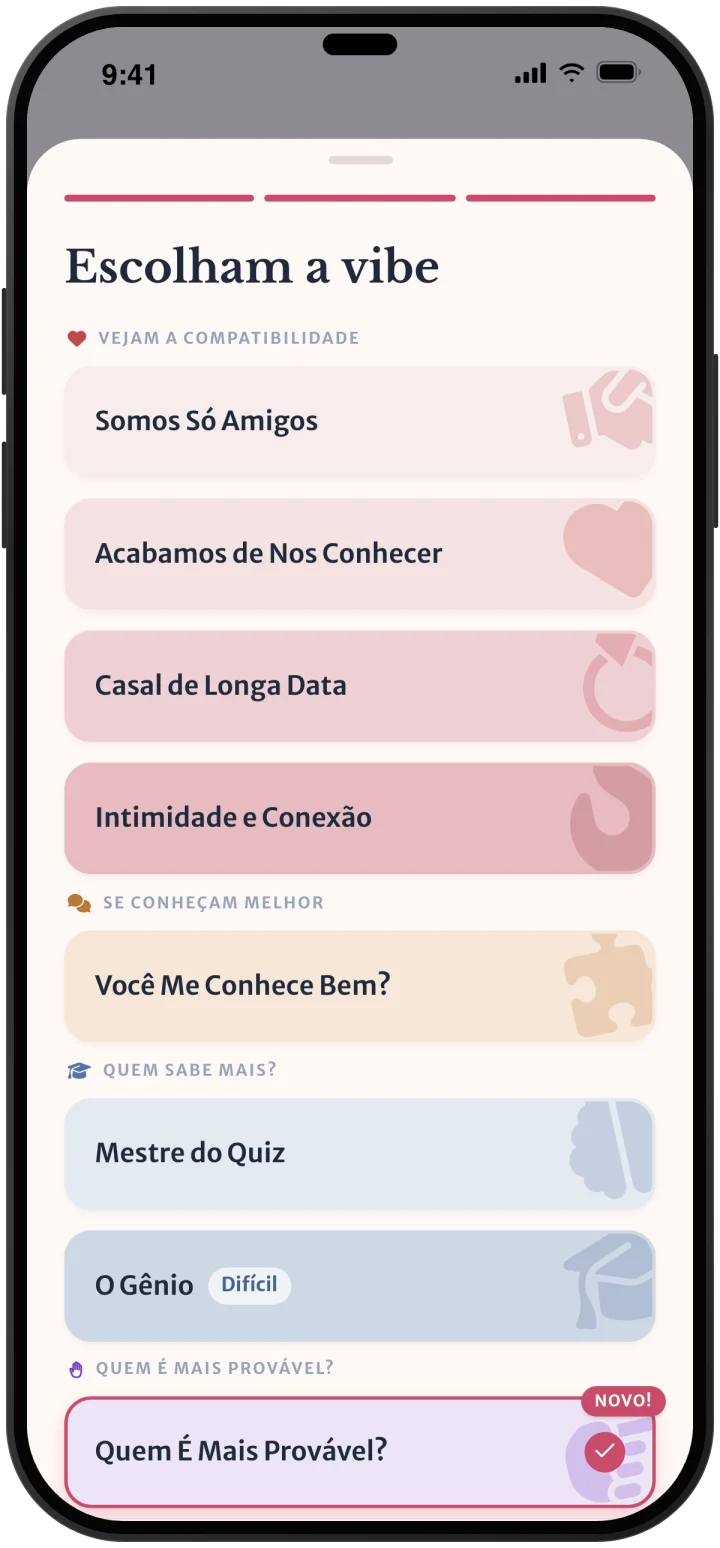 9:41
Escolham a vibe
VEJAM A COMPATIBILIDADE
Somos Só Amigos
Acabamos de Nos Conhecer
Casal de Longa Data
Intimidade e Conexão
SE CONHEÇAM MELHOR
Você Me Conhece Bem?
QUEM SABE MAIS?
Mestre do Quiz
O Gênio Difícil
QUEM É MAIS PROVÁVEL?
NOVO!
Quem É Mais Provável?